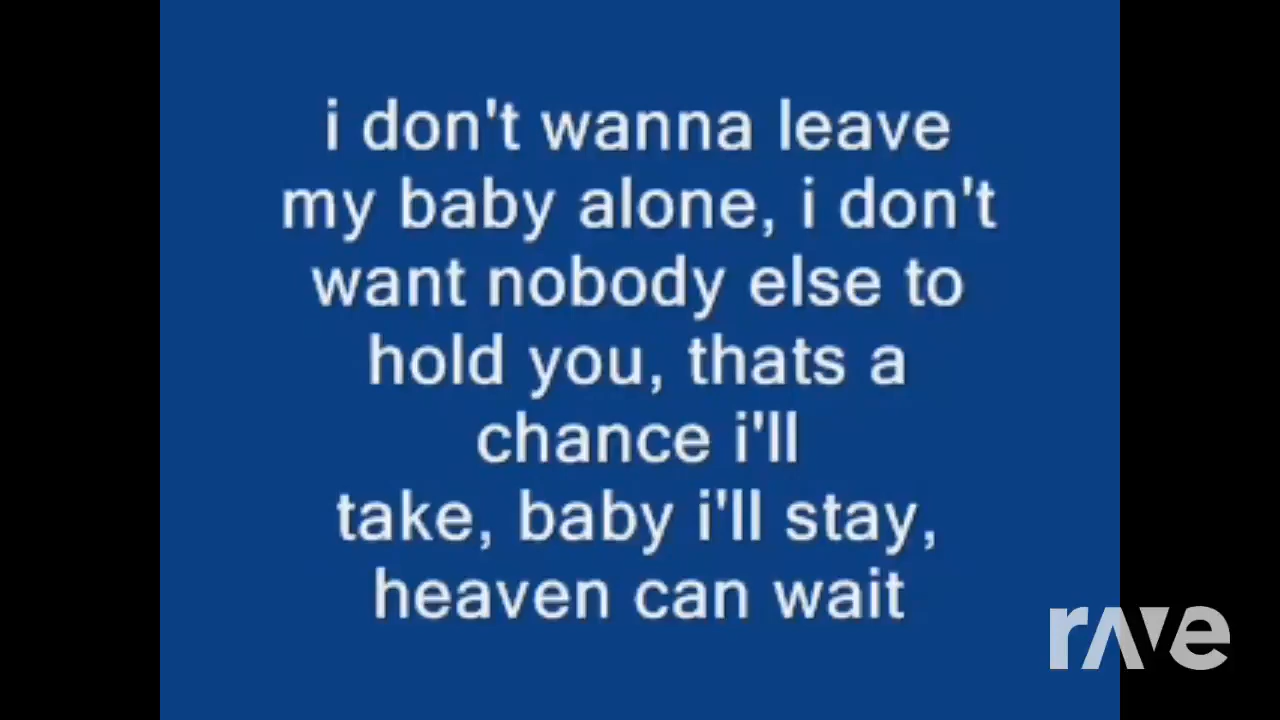 i don't wanna leave
my baby alone, i don't
want nobody else to
hold you, thats a
chance i'll
take, baby i'll stay,
heaven can wait
rave